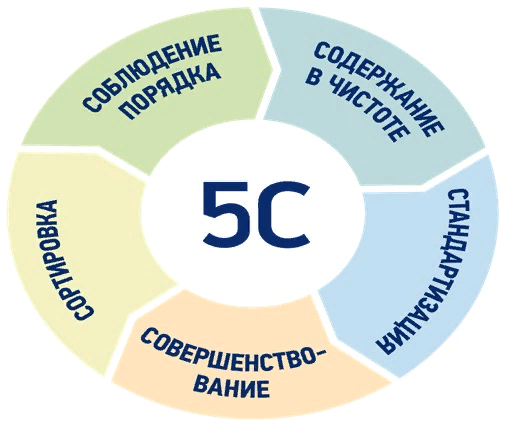 5С
СОРТИРОВКА
СОБЛЮДЕНИЕ
ПОРЯДКА
СОДЕРЖАНИЕ
В ЧИСТОТЕ
СТАНДАРТИЗАЦИЯ
СОВЕРШЕНСТВО-
ВАНИЕ